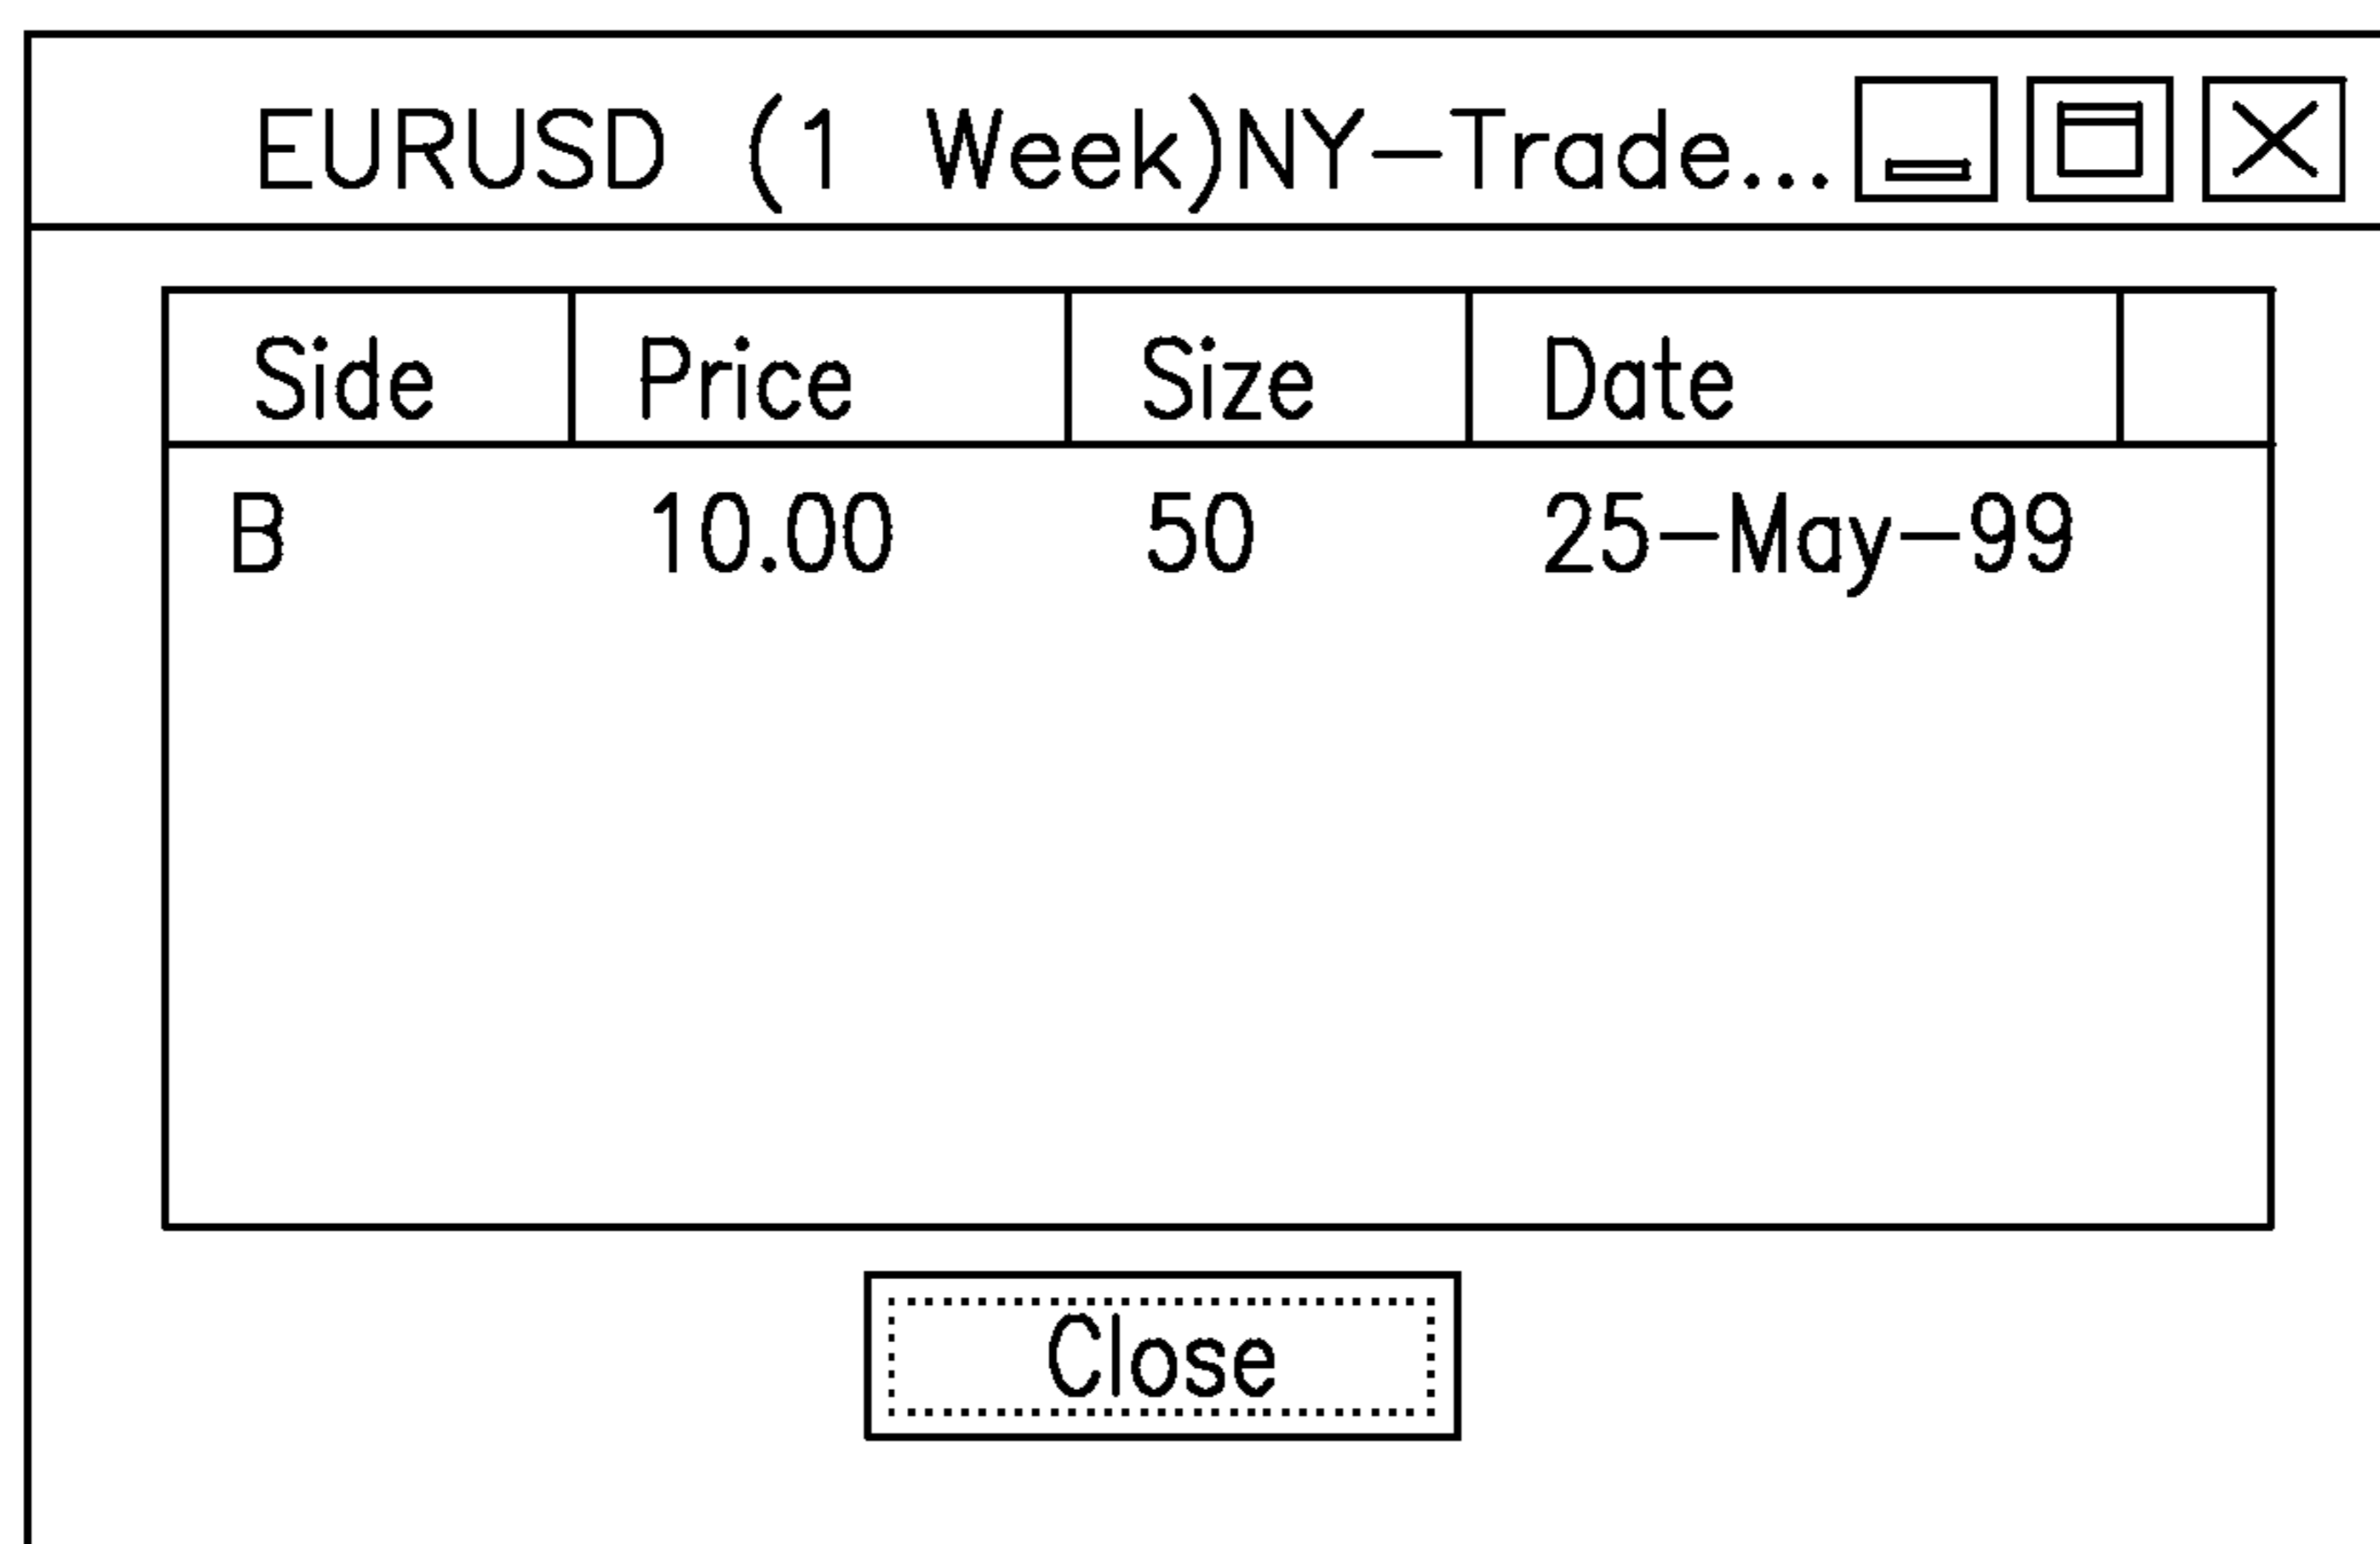 EURUSD (1 Week)NY-Trade...
Side Price Size Date
B 10.00 50 25-May-99
Close